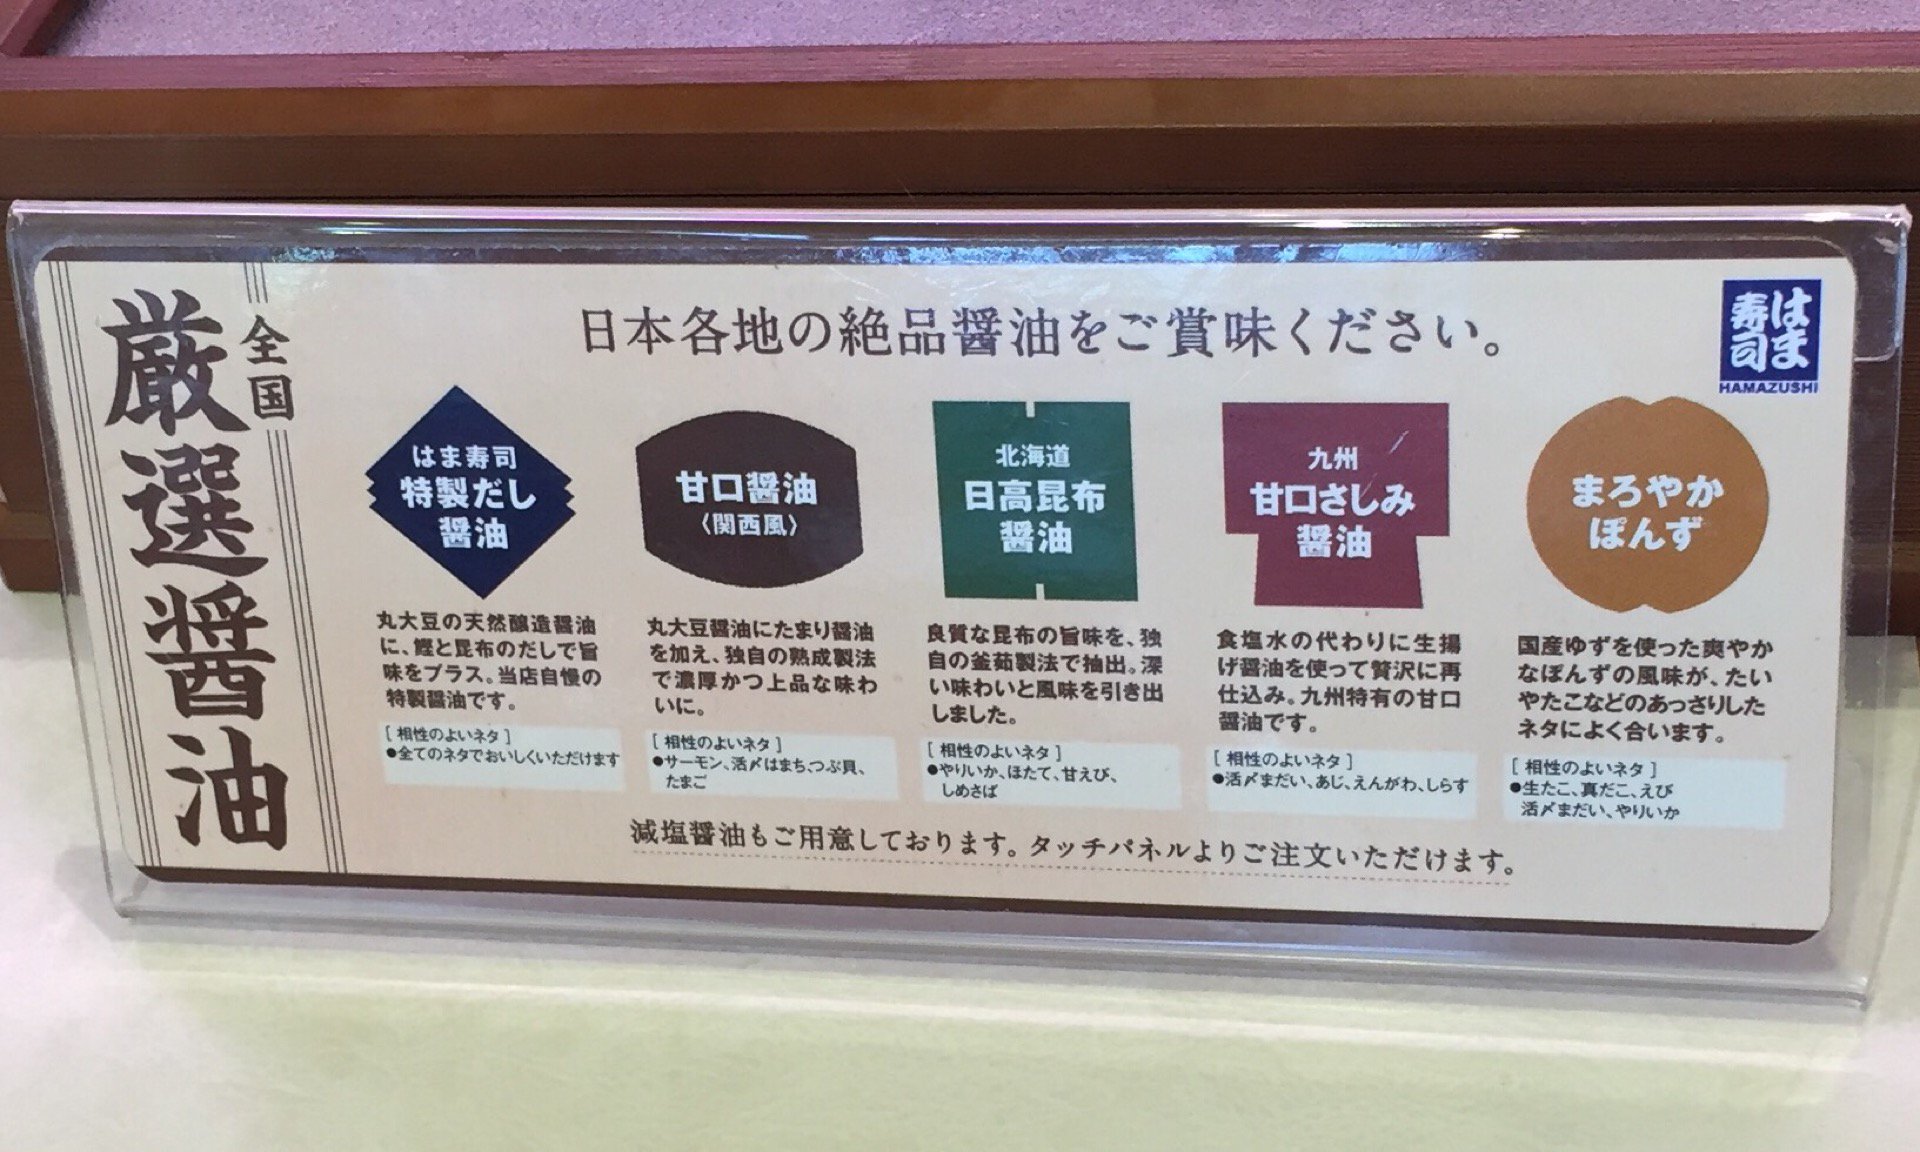 全国
厳選醤油
日本各地の絶品醤油をご賞味ください。
はま
寿司
HAMAZUSHI
はま寿司
特製だし
醤油
丸大豆の天然醸造醤油
に、鰹と昆布のだしで旨
味をプラス。当店自慢の
特製醤油です。
[ 相性のよいネタ ]
●全てのネタでおいしくいただけます
甘口醤油
〈関西風〉
丸大豆醤油にたまり醤油
を加え、独自の熟成製法
で濃厚かつ上品な味わ
いに。
[ 相性のよいネタ ]
●サーモン、活〆はまち、つぶ貝、
たまご
北海道
日高昆布
醤油
良質な昆布の旨味を、独
自の釜茹製法で抽出。深
い味わいと風味を引き出
しました。
[ 相性のよいネタ ]
●やりいか、ほたて、甘えび、
しめさば
九州
甘口さしみ
醤油
食塩水の代わりに生揚
げ醤油を使って贅沢に再
仕込み。九州特有の甘口
醤油です。
[ 相性のよいネタ ]
●活〆まだい、あじ、えんがわ、しらす
まろやか
ぽんず
国産ゆずを使った爽やか
なぽんずの風味が、たい
やたこなどのあっさりした
ネタによく合います。
[ 相性のよいネタ ]
●生たこ、真だこ、えび
活〆まだい、やりいか
減塩醤油もご用意しております。タッチパネルよりご注文いただけます。